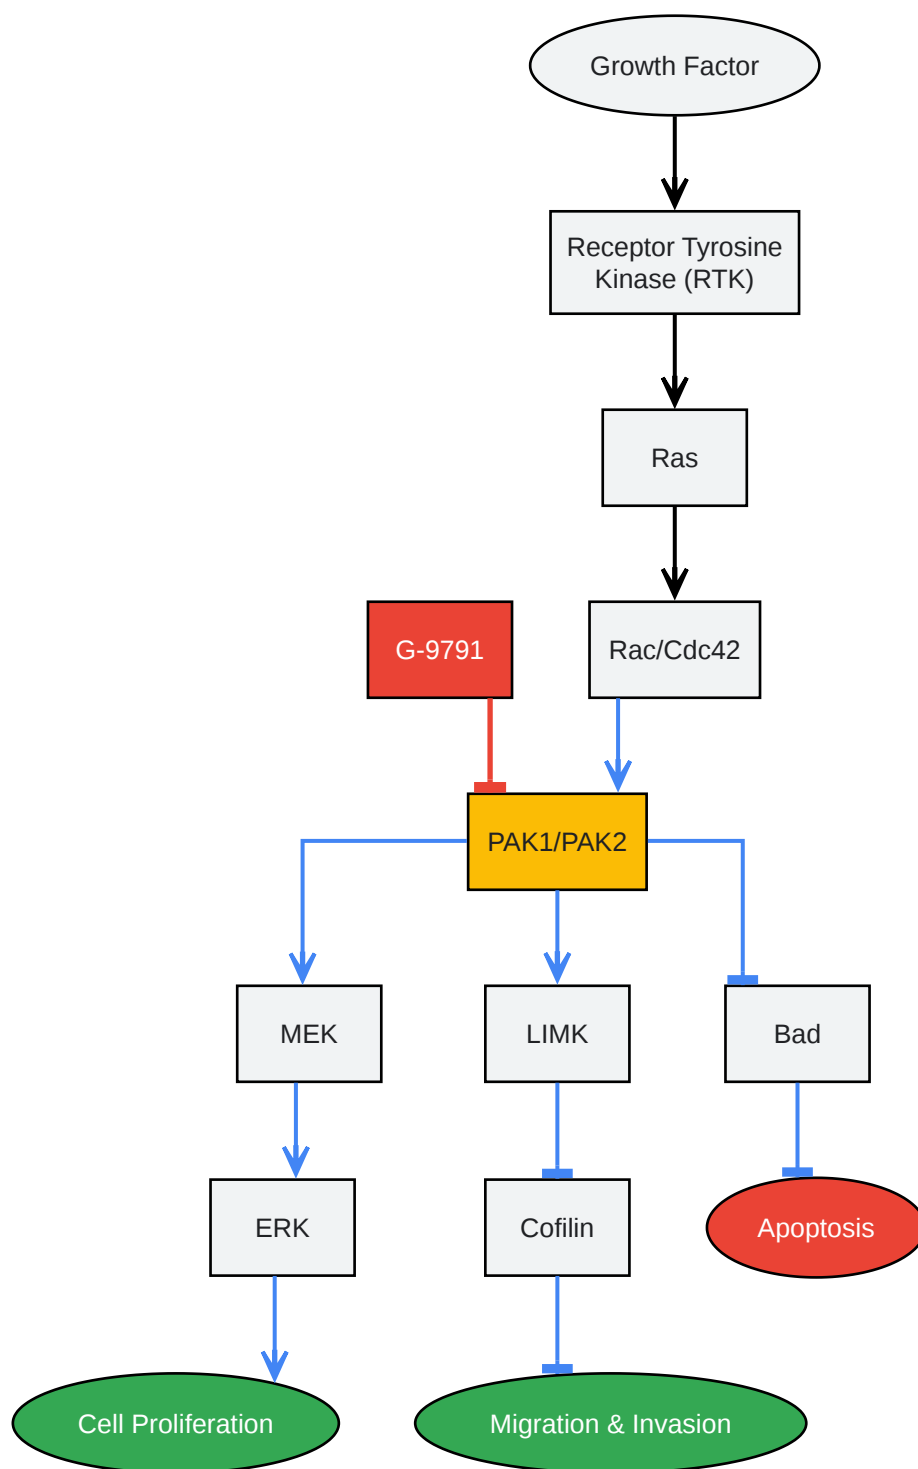 Growth Factor
Receptor Tyrosine
Kinase (RTK)
Ras
G-9791
Rac/Cdc42
PAK1/PAK2
MEK
LIMK
Bad
ERK
Cofilin
Apoptosis
Cell Proliferation
Migration & Invasion